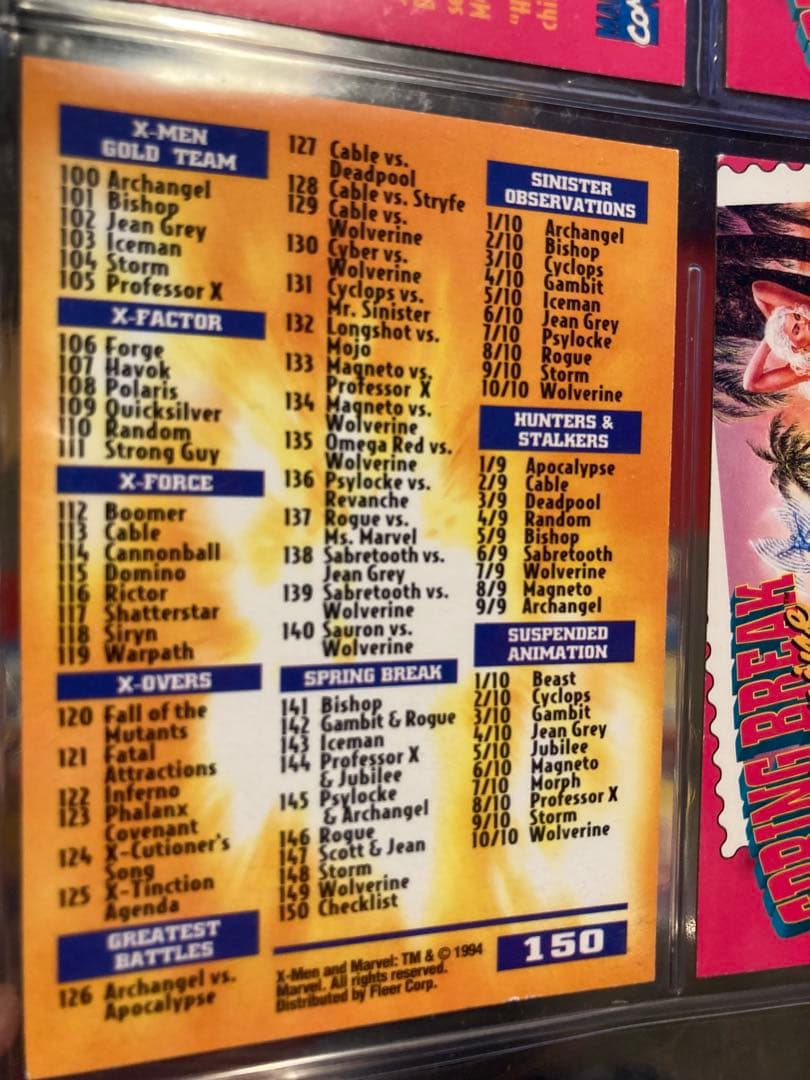 X-MEN
GOLD TEAM
100 Archangel
101 Bishop
102 Jean Grey
103 Iceman
104 Storm
105 Professor X
X-FACTOR
106 Forge
107 Havok
108 Polaris
109 Quicksilver
110 Random
111 Strong Guy
X-FORCE
112 Boomer
113 Cable
114 Cannonball
115 Domino
116 Rictor
117 Shatterstar
118 Siryn
119 Warpath
X-OVERS
120 Fall of the
Mutants
121 Fatal
Attractions
122 Inferno
123 Phalanx
Covenant
124 X-Cutioner's
Song
125 X-Tinction
Agenda
GREATEST
BATTLES
126 Archangel vs.
Apocalypse
127 Cable vs.
Deadpool
128 Cable vs. Stryfe
129 Cable vs.
Wolverine
130 Cyber vs.
Wolverine
131 Cyclops vs.
Mr. Sinister
132 Longshot vs.
Mojo
133 Magneto vs.
Professor X
134 Magneto vs.
Wolverine
135 Omega Red vs.
Wolverine
136 Psylocke vs.
Revanche
137 Rogue vs.
Ms. Marvel
138 Sabretooth vs.
Jean Grey
139 Sabretooth vs.
Wolverine
140 Sauron vs.
Wolverine
SPRING BREAK
141 Bishop
142 Gambit & Rogue
143 Iceman
144 Professor X
& Jubilee
145 Psylocke
& Archangel
146 Rogue
147 Scott & Jean
148 Storm
149 Wolverine
150 Checklist
X-Men and Marvel: TM & © 1994
Marvel. All rights reserved.
Distributed by Fleer Corp.
SINISTER
OBSERVATIONS
1/10 Archangel
2/10 Bishop
3/10 Cyclops
4/10 Gambit
5/10 Iceman
6/10 Jean Grey
7/10 Psylocke
8/10 Rogue
9/10 Storm
10/10 Wolverine
HUNTERS &
STALKERS
1/9 Apocalypse
2/9 Cable
3/9 Deadpool
4/9 Random
5/9 Bishop
6/9 Sabretooth
7/9 Wolverine
8/9 Magneto
9/9 Archangel
SUSPENDED
ANIMATION
1/10 Beast
2/10 Cyclops
3/10 Gambit
4/10 Jean Grey
5/10 Jubilee
6/10 Magneto
7/10 Morph
8/10 Professor X
9/10 Storm
10/10 Wolverine
150
SPRING BREAK